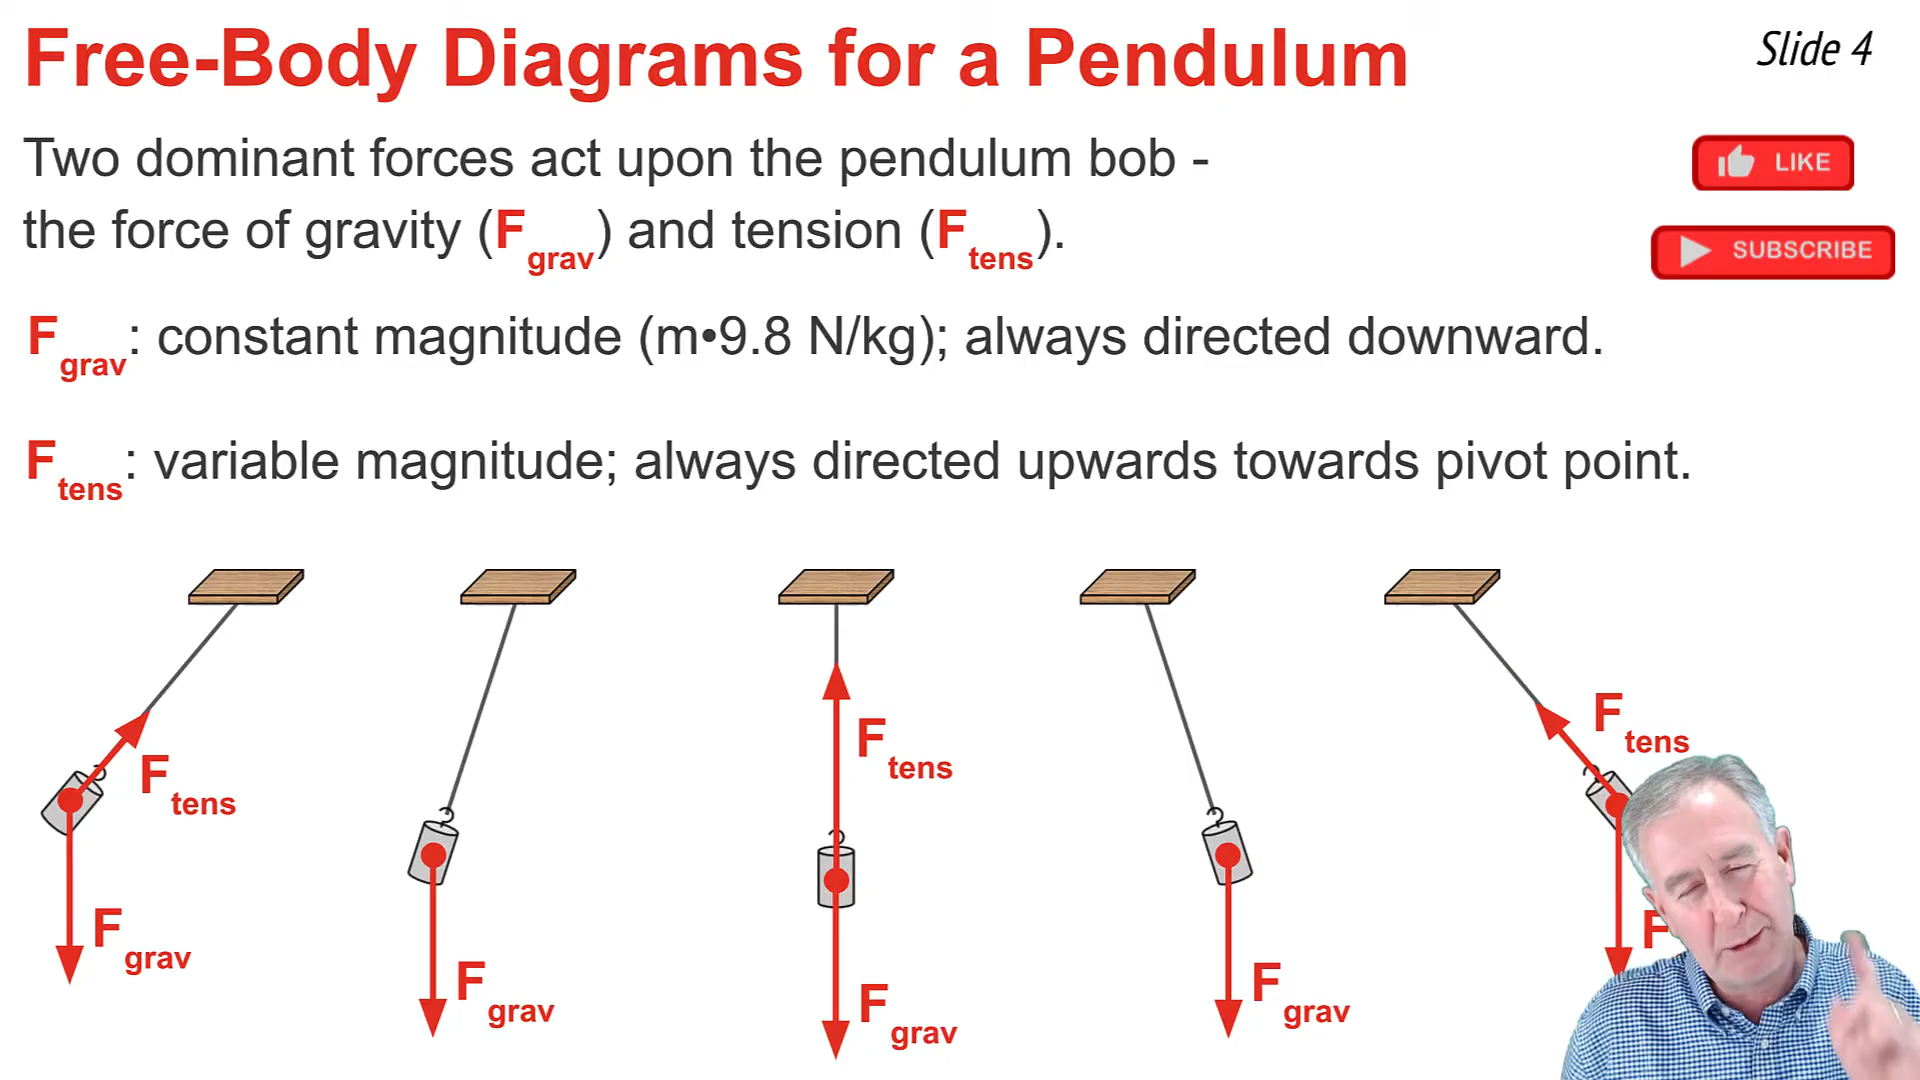 Free-Body Diagrams for a Pendulum
Slide 4
Two dominant forces act upon the pendulum bob -
the force of gravity (Fgrav) and tension (Ftens).
LIKE
SUBSCRIBE
Fgrav: constant magnitude (m•9.8 N/kg); always directed downward.
Ftens: variable magnitude; always directed upwards towards pivot point.
Ftens
Fgrav
Fgrav
Ftens
Fgrav
Fgrav
Ftens
F